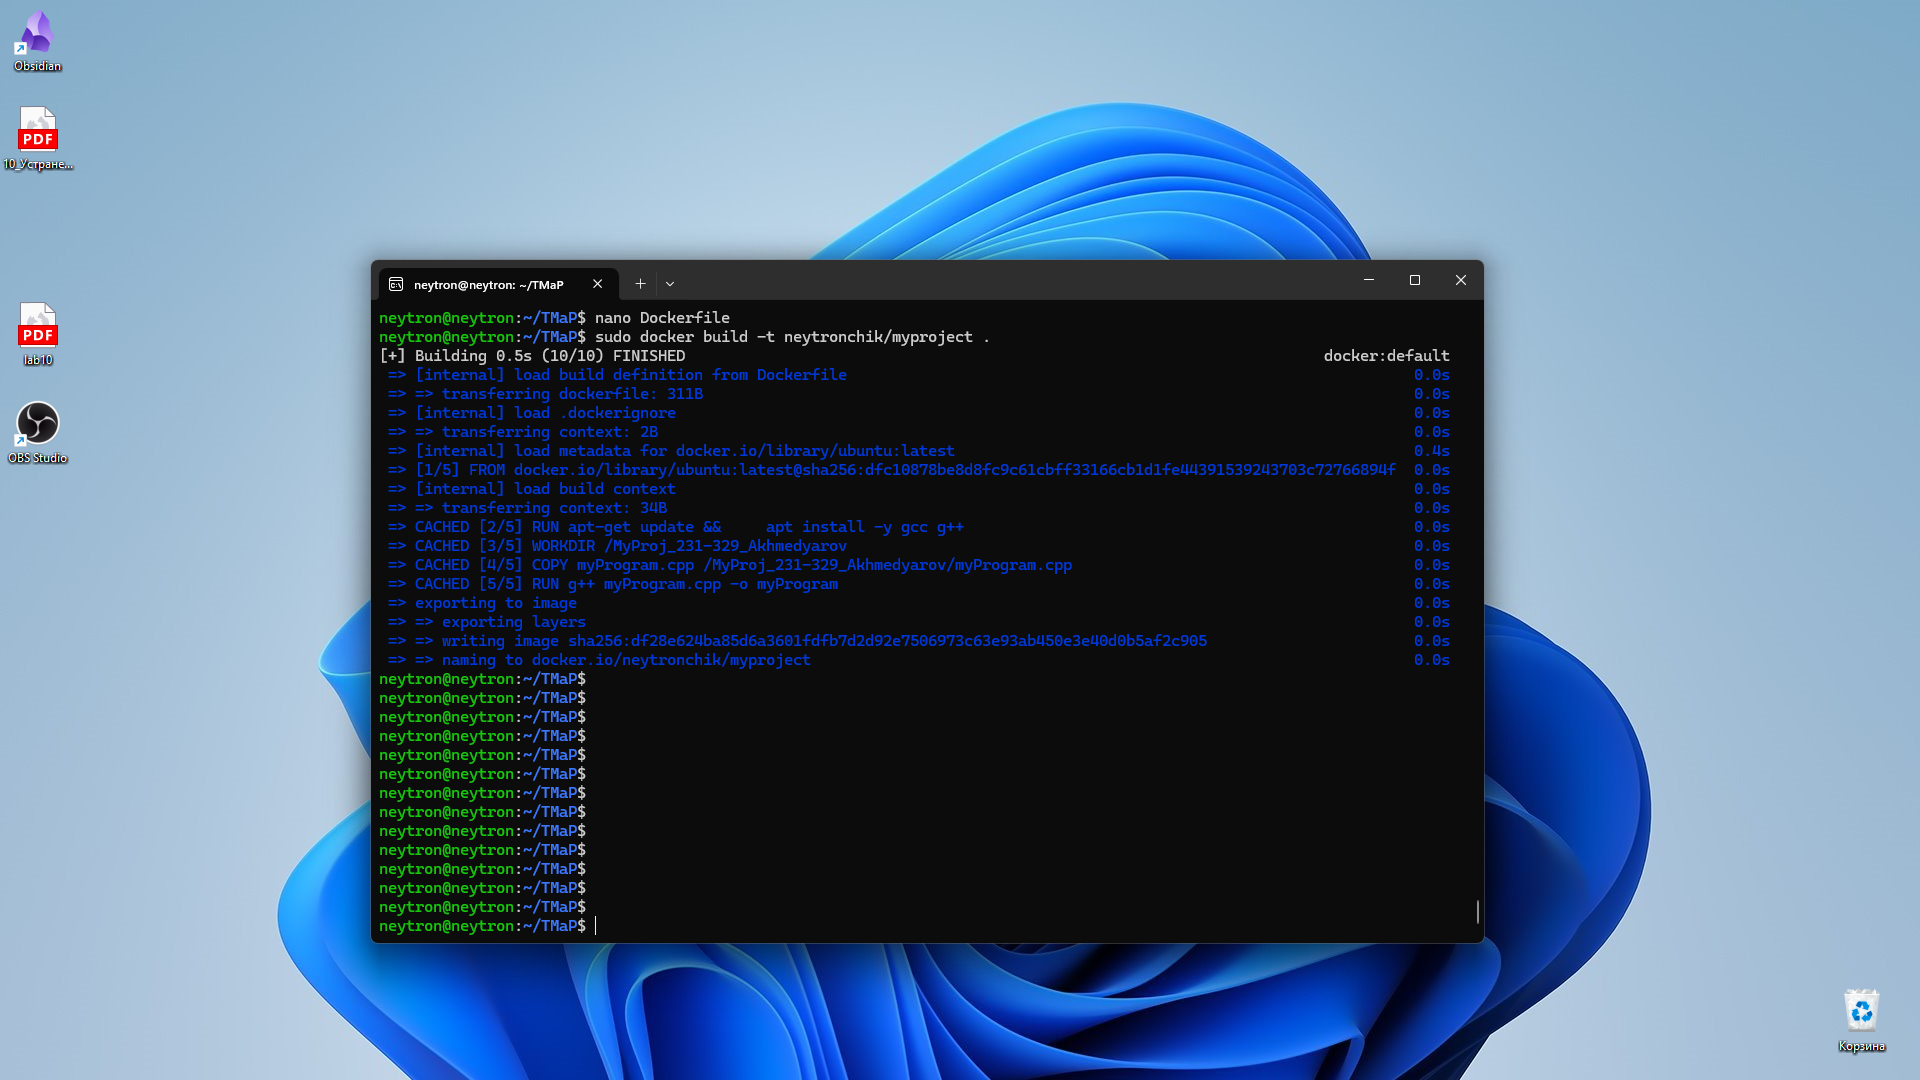 Obsidian
PDF
10_Устране...
PDF
lab10
OBS Studio
neytron@neytron: ~/TMaP
neytron@neytron:~/TMaP$ nano Dockerfile
neytron@neytron:~/TMaP$ sudo docker build -t neytronchik/myproject .
[+] Building 0.5s (10/10) FINISHED docker:default
=> [internal] load build definition from Dockerfile 0.0s
=> => transferring dockerfile: 311B 0.0s
=> [internal] load .dockerignore 0.0s
=> => transferring context: 2B 0.0s
=> [internal] load metadata for docker.io/library/ubuntu:latest 0.4s
=> [1/5] FROM docker.io/library/ubuntu:latest@sha256:dfc10878be8d8fc9c61cbff33166cb1d1fe44391539243703c72766894f 0.0s
=> [internal] load build context 0.0s
=> => transferring context: 34B 0.0s
=> CACHED [2/5] RUN apt-get update &&     apt install -y gcc g++ 0.0s
=> CACHED [3/5] WORKDIR /MyProj_231-329_Akhmedyarov 0.0s
=> CACHED [4/5] COPY myProgram.cpp /MyProj_231-329_Akhmedyarov/myProgram.cpp 0.0s
=> CACHED [5/5] RUN g++ myProgram.cpp -o myProgram 0.0s
=> exporting to image 0.0s
=> => exporting layers 0.0s
=> => writing image sha256:df28e624ba85d6a3601fdfb7d2d92e7506973c63e93ab450e3e40d0b5af2c905 0.0s
=> => naming to docker.io/neytronchik/myproject 0.0s
neytron@neytron:~/TMaP$
neytron@neytron:~/TMaP$
neytron@neytron:~/TMaP$
neytron@neytron:~/TMaP$
neytron@neytron:~/TMaP$
neytron@neytron:~/TMaP$
neytron@neytron:~/TMaP$
neytron@neytron:~/TMaP$
neytron@neytron:~/TMaP$
neytron@neytron:~/TMaP$
neytron@neytron:~/TMaP$
neytron@neytron:~/TMaP$
neytron@neytron:~/TMaP$
neytron@neytron:~/TMaP$
Корзина